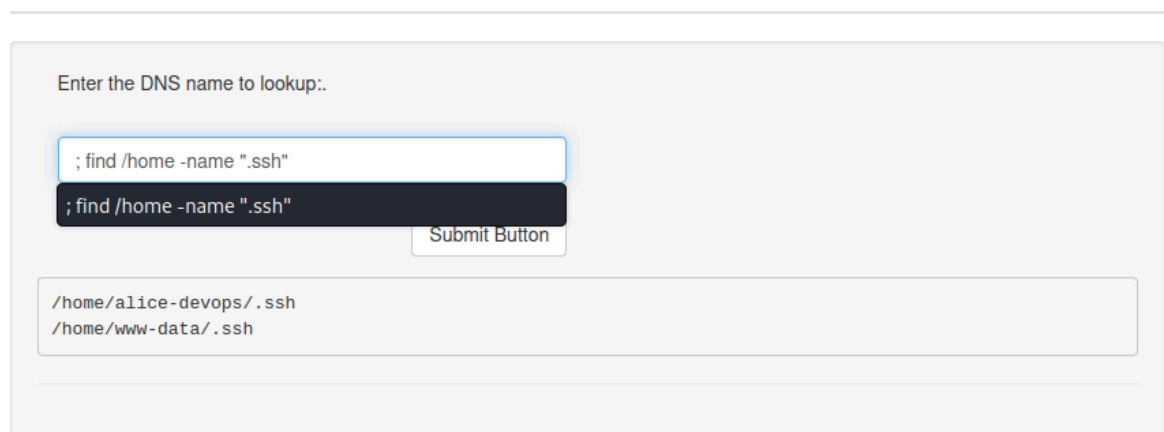 Enter the DNS name to lookup:.
; find /home -name ".ssh"
; find /home -name ".ssh"
Submit Button
/home/alice-devops/.ssh
/home/www-data/.ssh